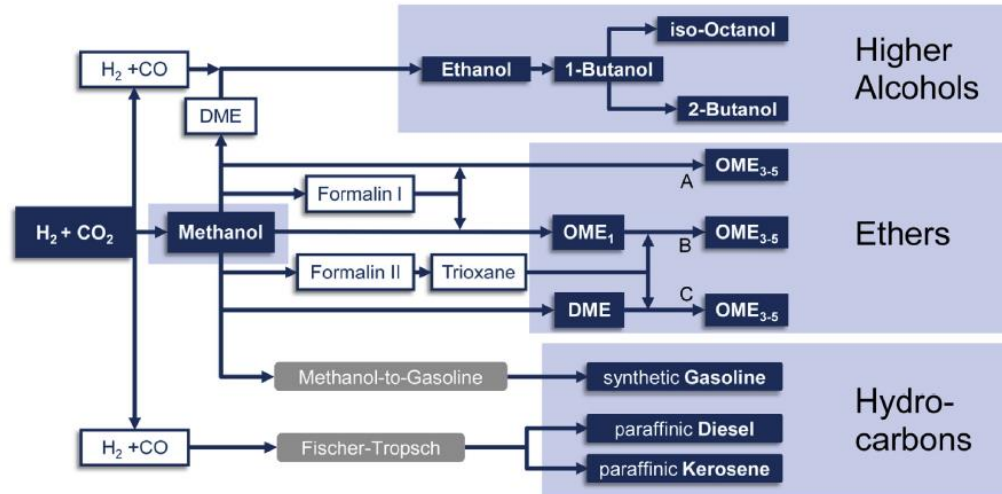 iso-Octanol
Higher
Alcohols
H₂ +CO
Ethanol
1-Butanol
DME
2-Butanol
OME₃₋₅
A
Formalin I
H₂ + CO₂
Methanol
OME₁
B
OME₃₋₅
Ethers
Formalin II
Trioxane
C
DME
OME₃₋₅
Methanol-to-Gasoline
synthetic Gasoline
Hydro-
carbons
H₂ +CO
Fischer-Tropsch
paraffinic Diesel
paraffinic Kerosene